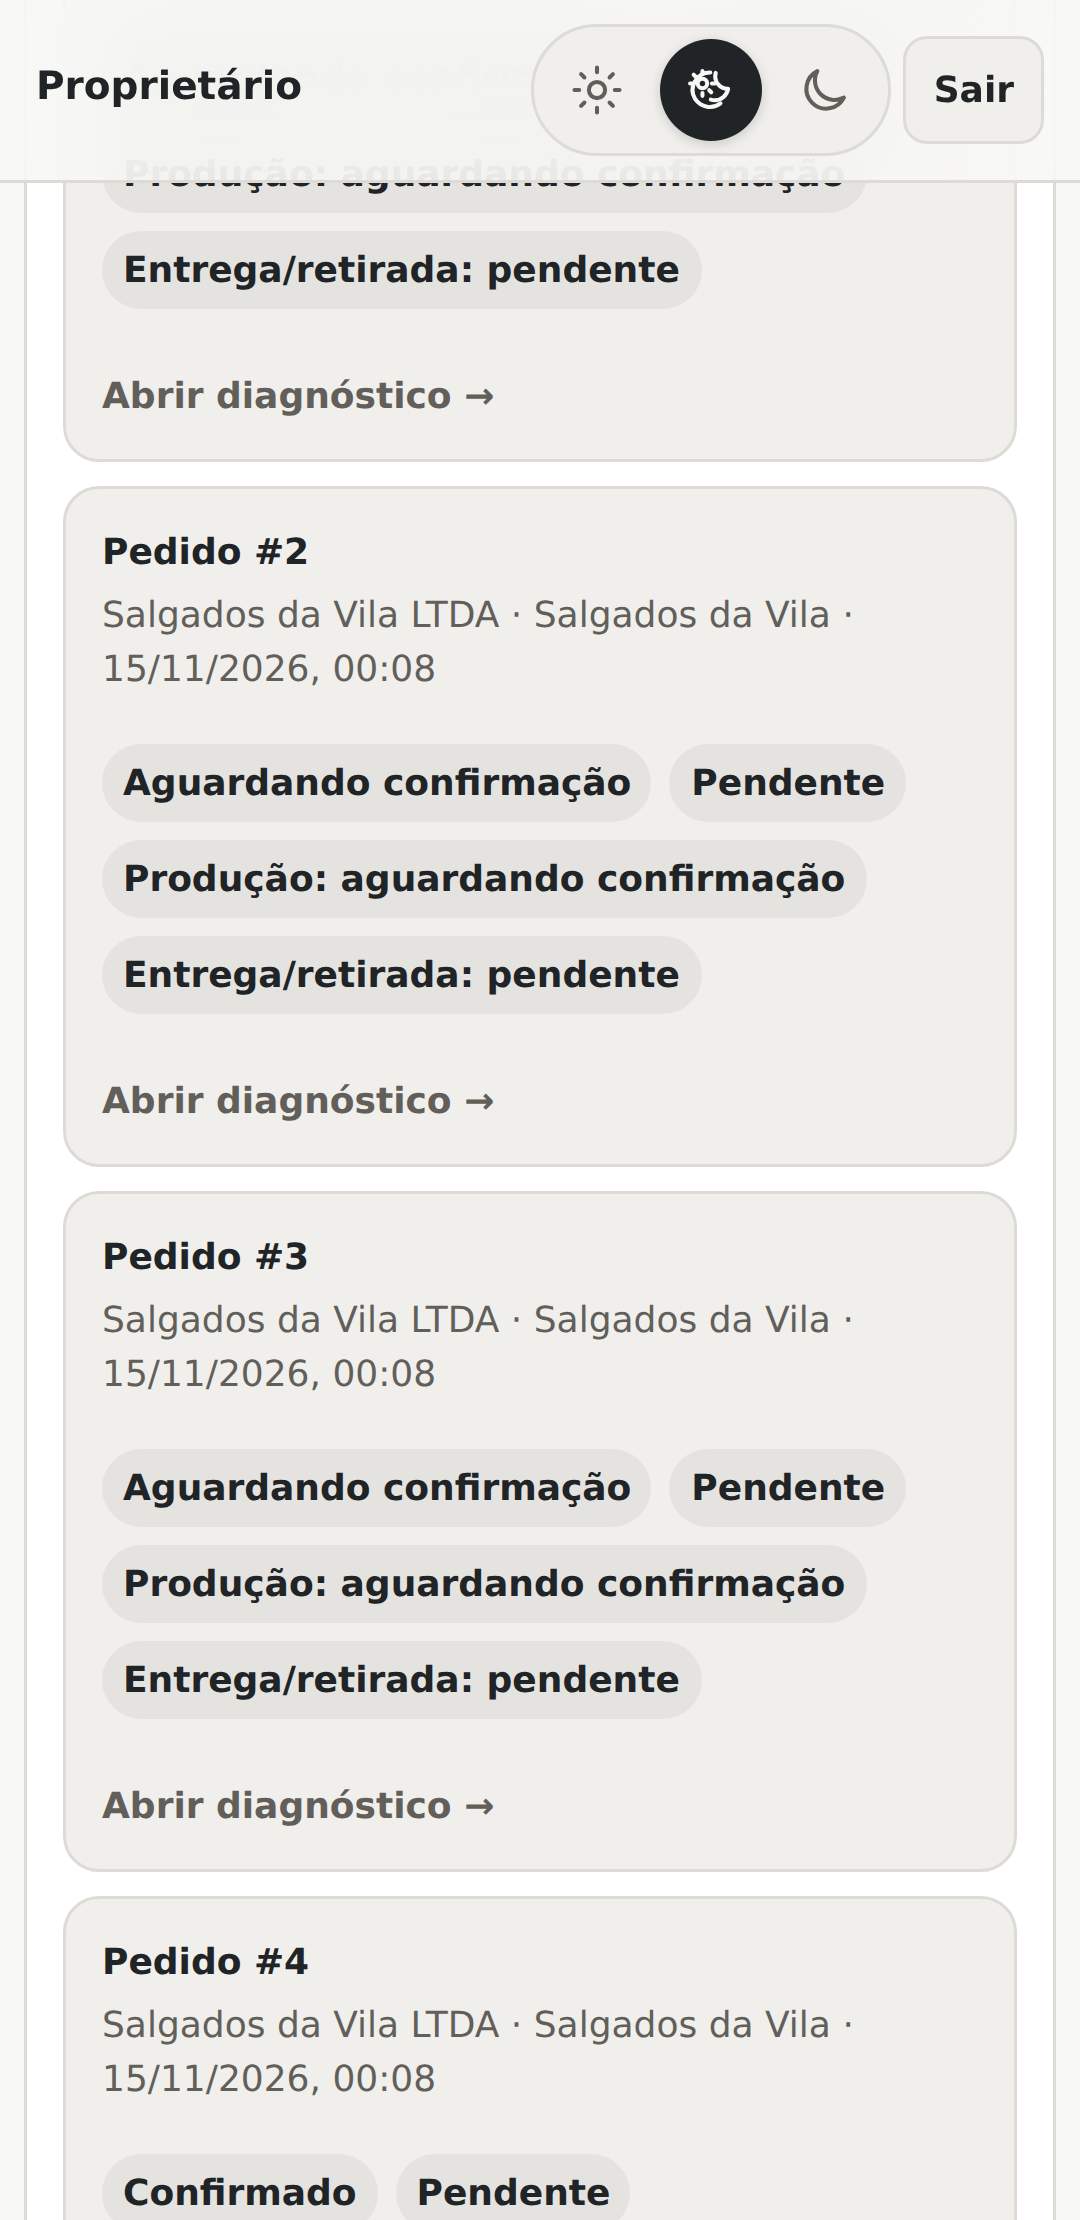 Proprietário
Sair
Produção: aguardando confirmação
Entrega/retirada: pendente
Abrir diagnóstico →
Pedido #2
Salgados da Vila LTDA · Salgados da Vila ·
15/11/2026, 00:08
Aguardando confirmação Pendente
Produção: aguardando confirmação
Entrega/retirada: pendente
Abrir diagnóstico →
Pedido #3
Salgados da Vila LTDA · Salgados da Vila ·
15/11/2026, 00:08
Aguardando confirmação Pendente
Produção: aguardando confirmação
Entrega/retirada: pendente
Abrir diagnóstico →
Pedido #4
Salgados da Vila LTDA · Salgados da Vila ·
15/11/2026, 00:08
Confirmado Pendente